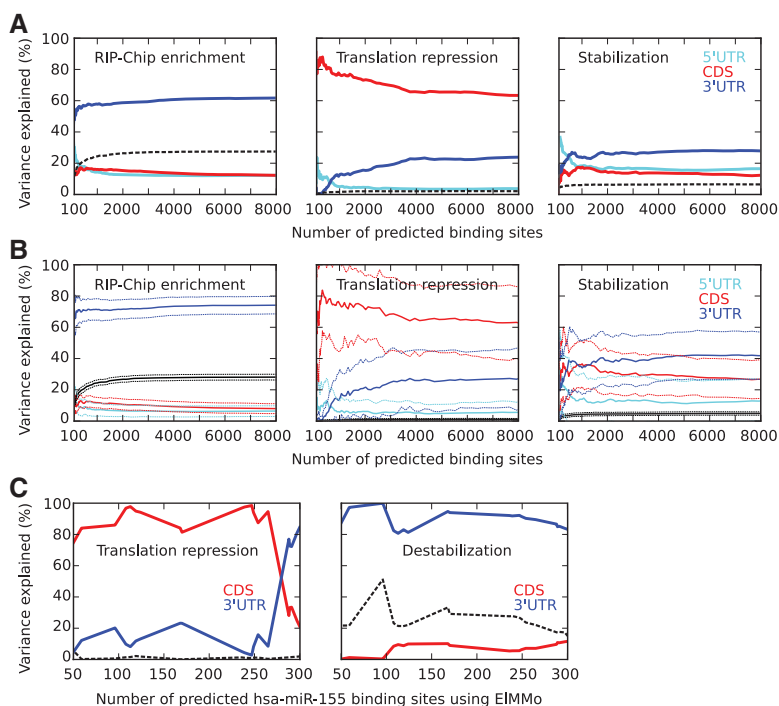 A
Variance explained (%)
100
80
60
40
20
0
RIP-Chip enrichment
Translation repression
Stabilization
5'UTR
CDS
3'UTR
100 2000 4000 6000 8000
100 2000 4000 6000 8000
100 2000 4000 6000 8000
Number of predicted binding sites
B
Variance explained (%)
100
80
60
40
20
0
RIP-Chip enrichment
Translation repression
Stabilization
5'UTR
CDS
3'UTR
100 2000 4000 6000 8000
100 2000 4000 6000 8000
100 2000 4000 6000 8000
Number of predicted binding sites
C
Variance explained (%)
100
80
60
40
20
0
Translation repression
CDS
3'UTR
Destabilization
CDS
3'UTR
50 100 150 200 250 300
50 100 150 200 250 300
Number of predicted hsa-miR-155 binding sites using ElMMo